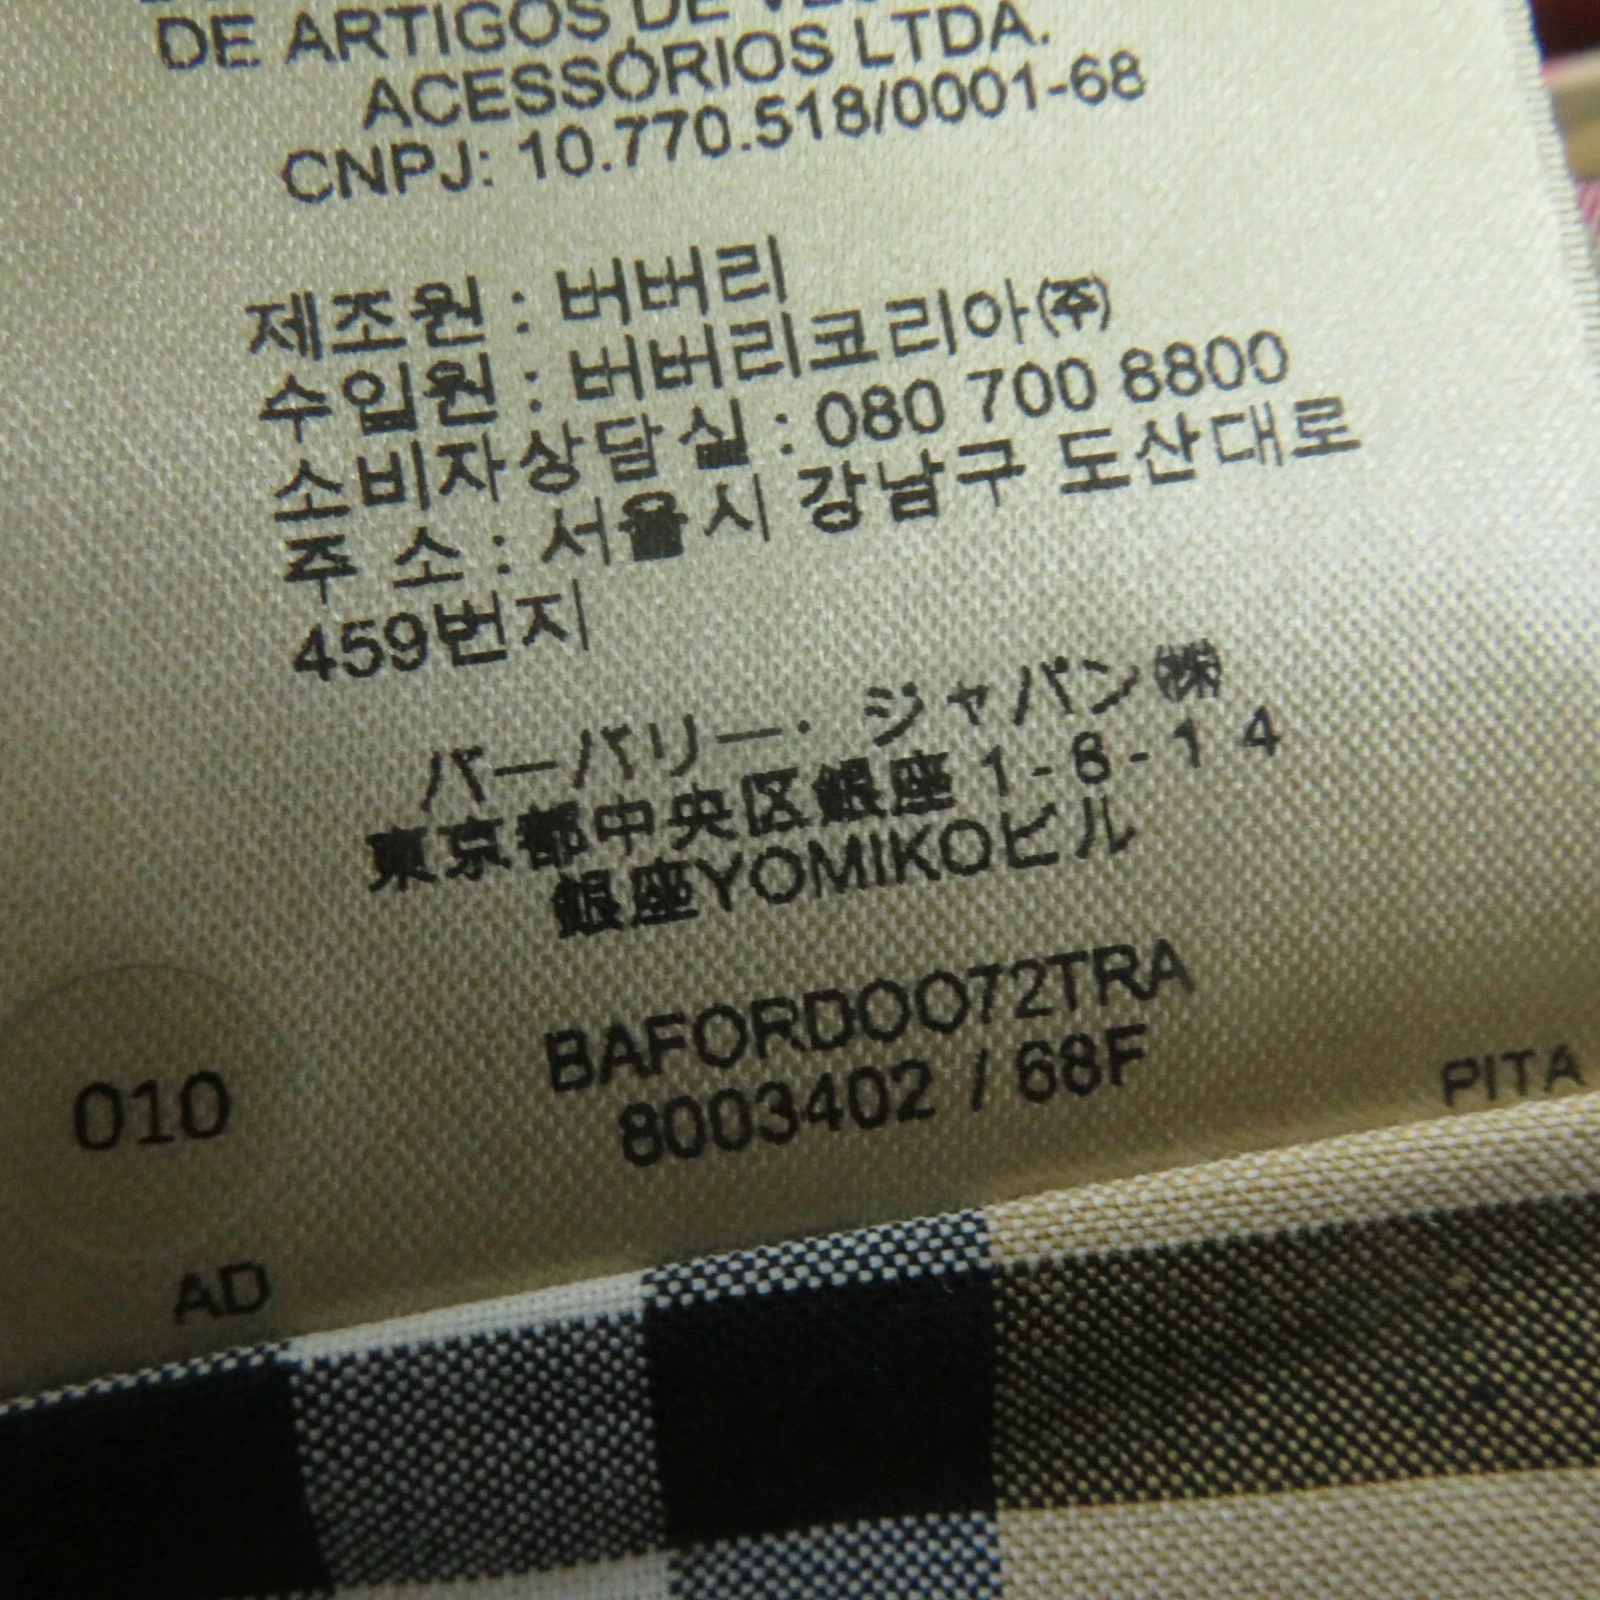 DE ARTIGOS DE
ACESSÓRIOS LTDA.
CNPJ: 10.770.518/0001-68
제조원 : 버버리
수입원 : 버버리코리아㈜
소비자상담실 : 080 700 8800
주 소 : 서울시 강남구 도산대로
459번지
バーバリー・ジャパン㈱
東京都中央区銀座 1-8-14
銀座YOMIKOビル
BAFORDOO72TRA
8003402 / 68F
010
PITA
AD